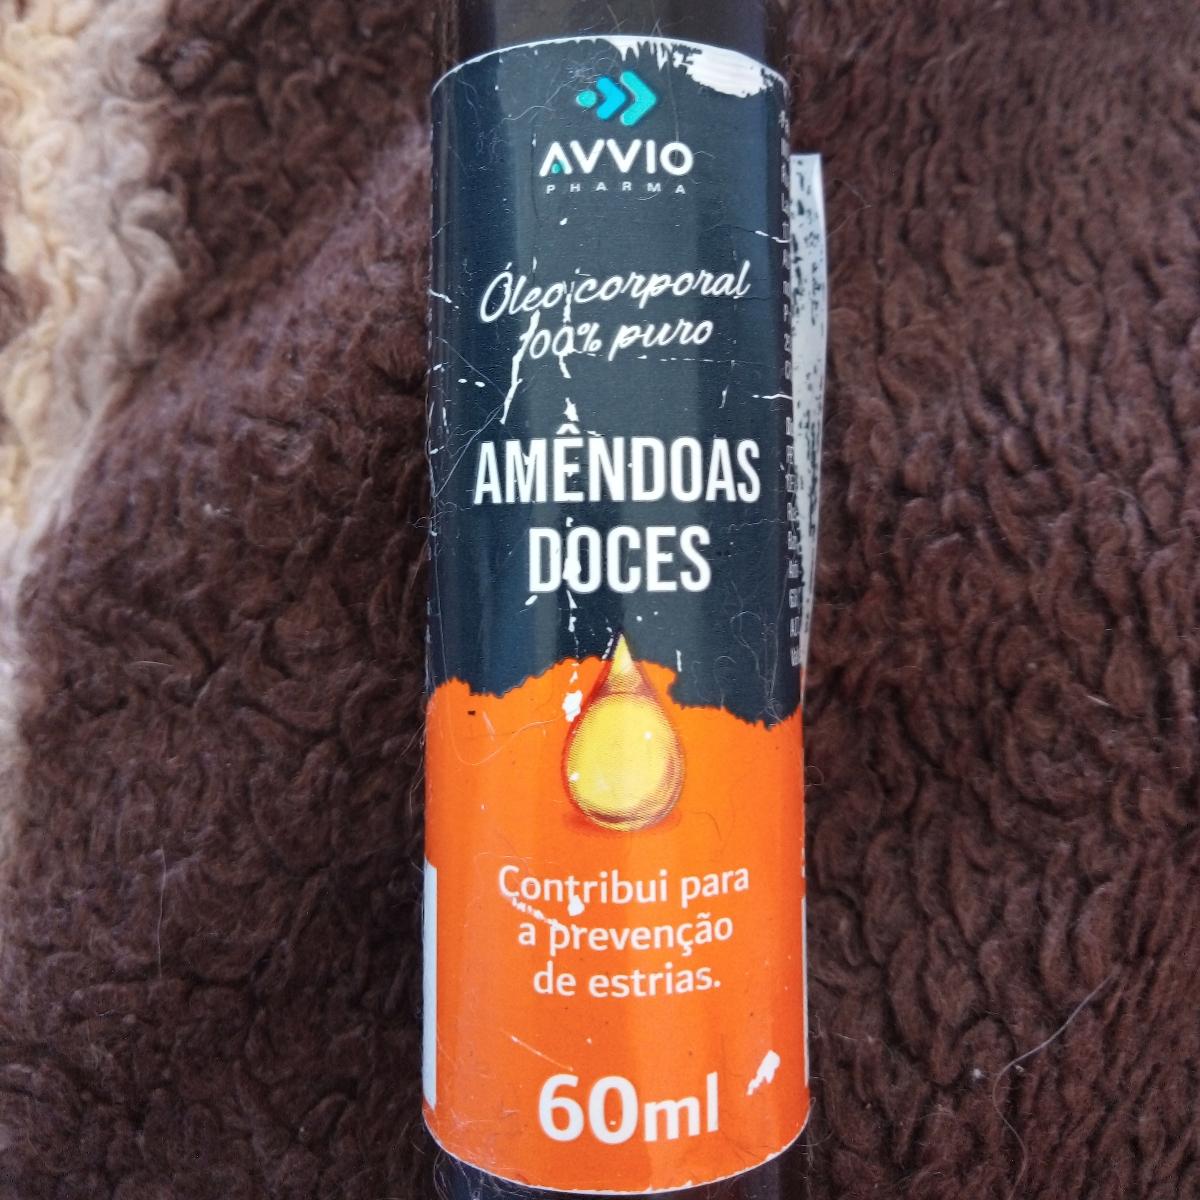 AVVIO
PHARMA
Óleo corporal
100% puro
AMÊNDOAS
DOCES
Contribui para
a prevenção
de estrias.
60ml